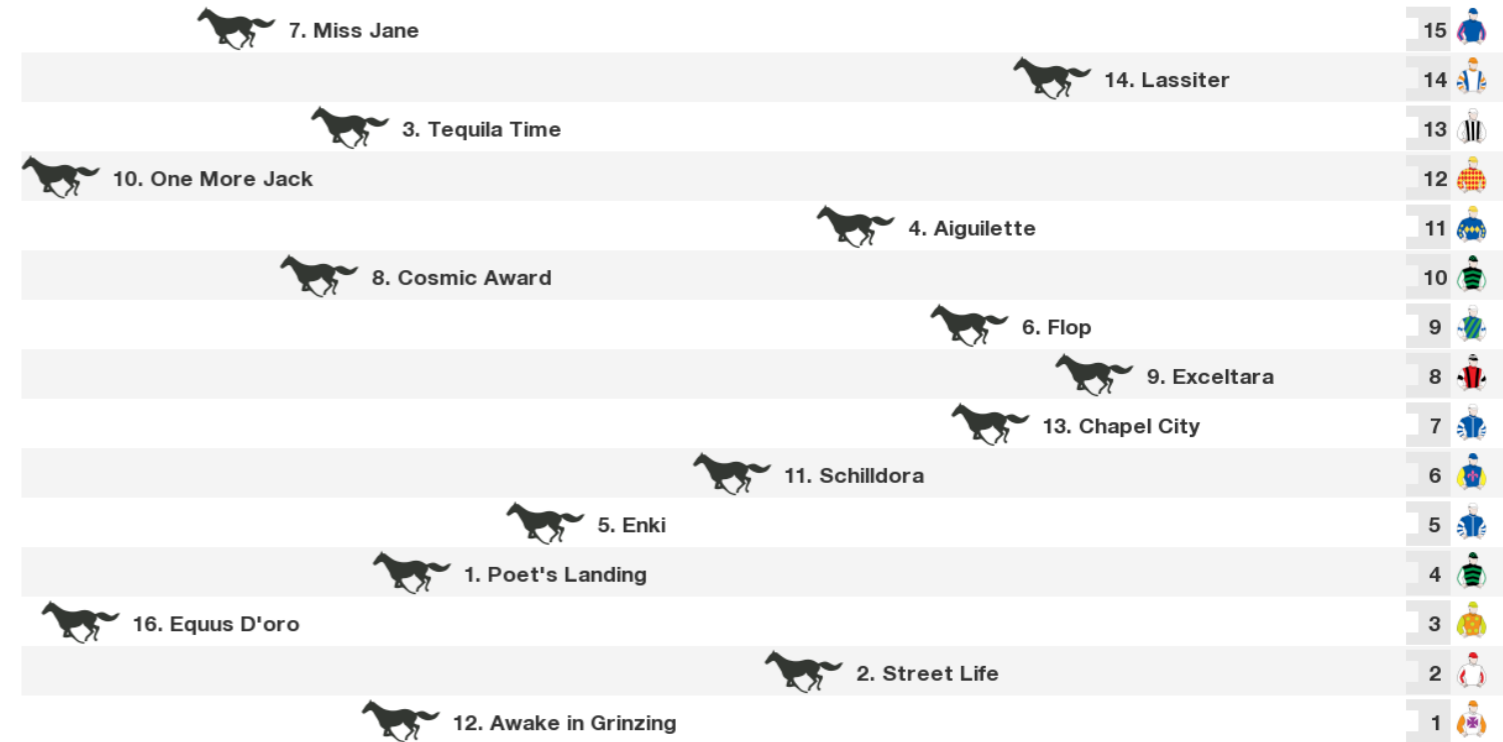 7. Miss Jane 15
14. Lassiter 14
3. Tequila Time 13
10. One More Jack 12
4. Aiguilette 11
8. Cosmic Award 10
6. Flop 9
9. Exceltara 8
13. Chapel City 7
11. Schilldora 6
5. Enki 5
1. Poet's Landing 4
16. Equus D'oro 3
2. Street Life 2
12. Awake in Grinzing 1